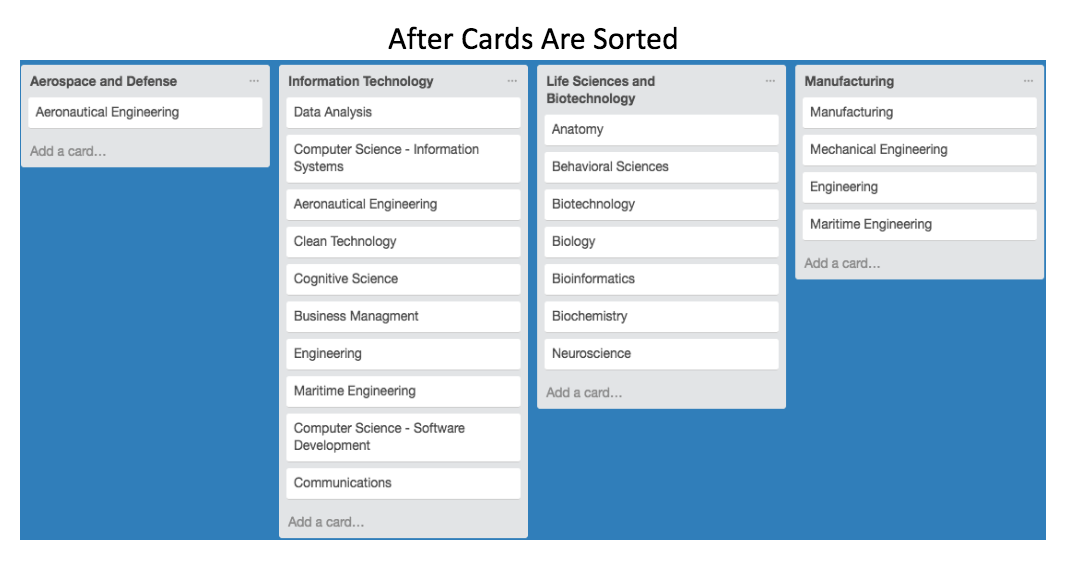 After Cards Are Sorted
Aerospace and Defense ...
Aeronautical Engineering
Add a card...
Information Technology ...
Data Analysis
Computer Science - Information
Systems
Aeronautical Engineering
Clean Technology
Cognitive Science
Business Managment
Engineering
Maritime Engineering
Computer Science - Software
Development
Communications
Add a card...
Life Sciences and ...
Biotechnology
Anatomy
Behavioral Sciences
Biotechnology
Biology
Bioinformatics
Biochemistry
Neuroscience
Add a card...
Manufacturing ...
Manufacturing
Mechanical Engineering
Engineering
Maritime Engineering
Add a card...